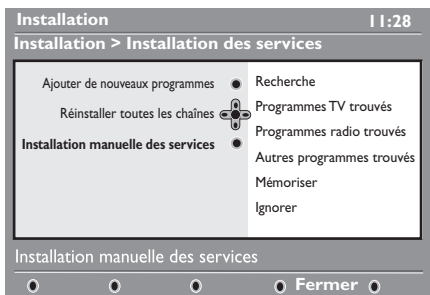 Installation 11:28
Installation > Installation des services
Ajouter de nouveaux programmes
Réinstaller toutes les chaînes
Installation manuelle des services
Recherche
Programmes TV trouvés
Programmes radio trouvés
Autres programmes trouvés
Mémoriser
Ignorer
Installation manuelle des services
Fermer